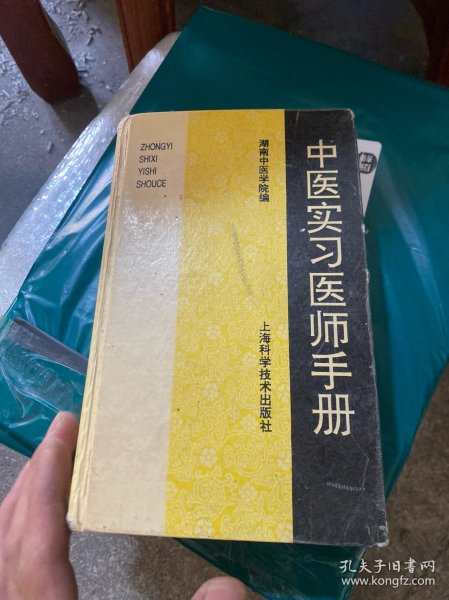 ZHONGYI
SHIXI
YISHI
SHOUCE
湖南中医学院编
上海科学技术出版社
中医实习医师手册
孔夫子旧书网
www.kongfz.com